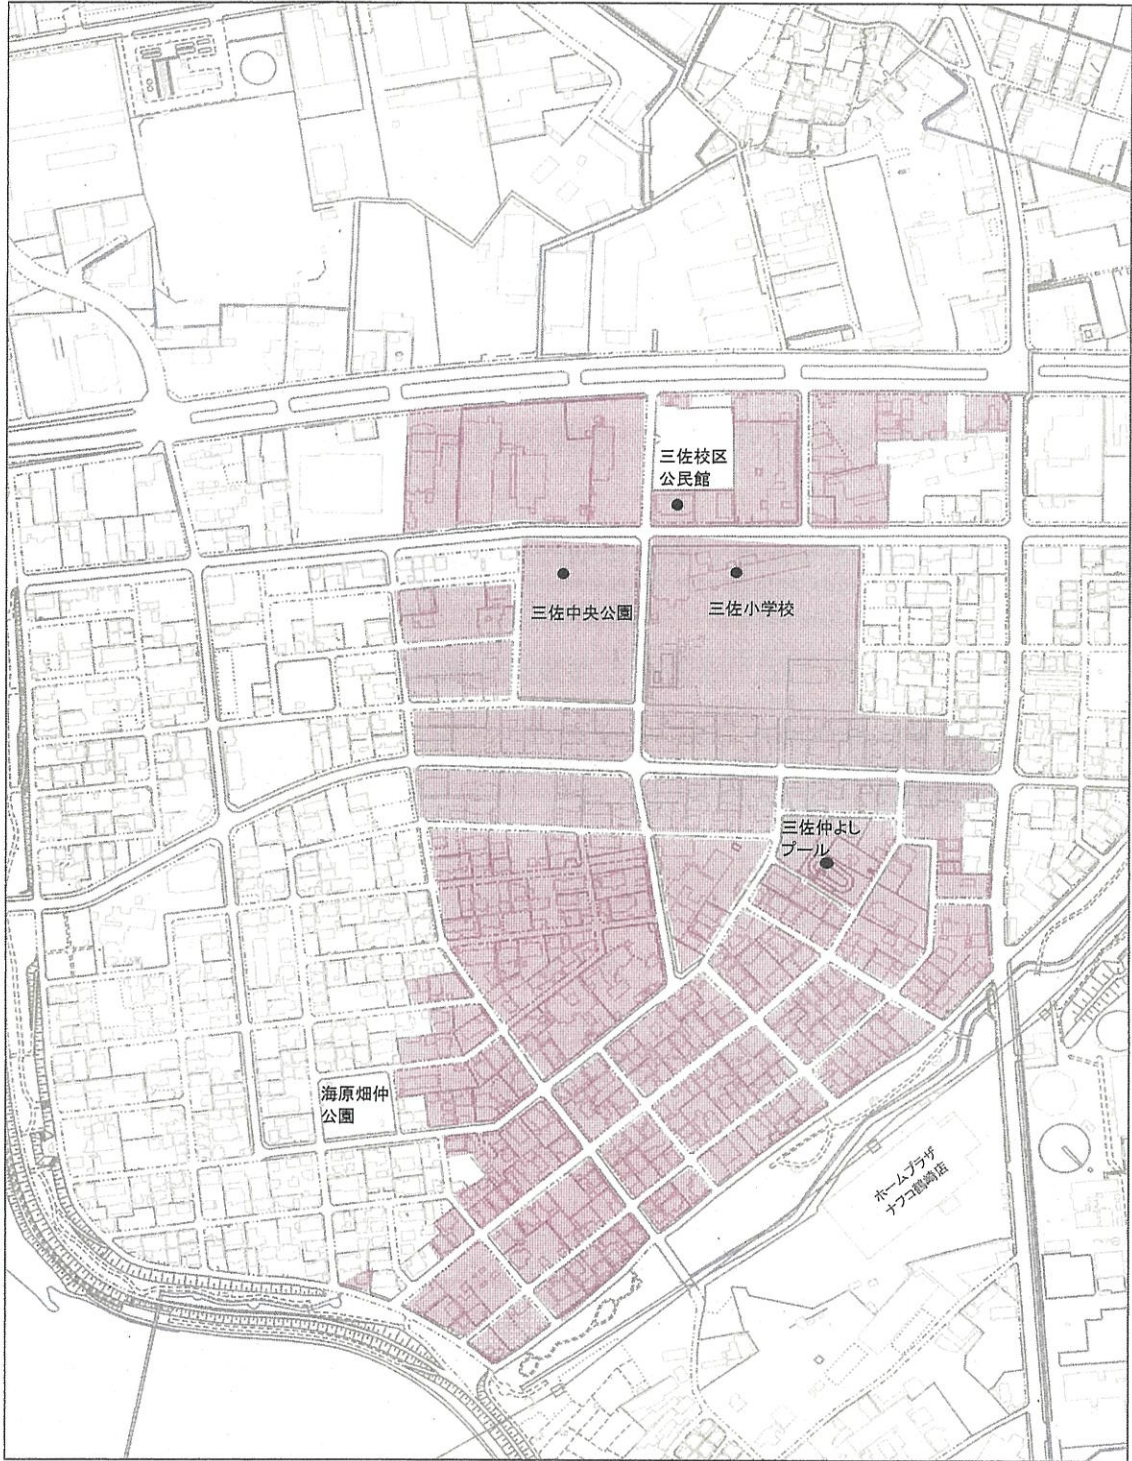 三佐校区
公民館
三佐中央公園
三佐小学校
三佐仲よし
プール
海原畑仲
公園
ホームプラザ
ナフコ鶴崎店